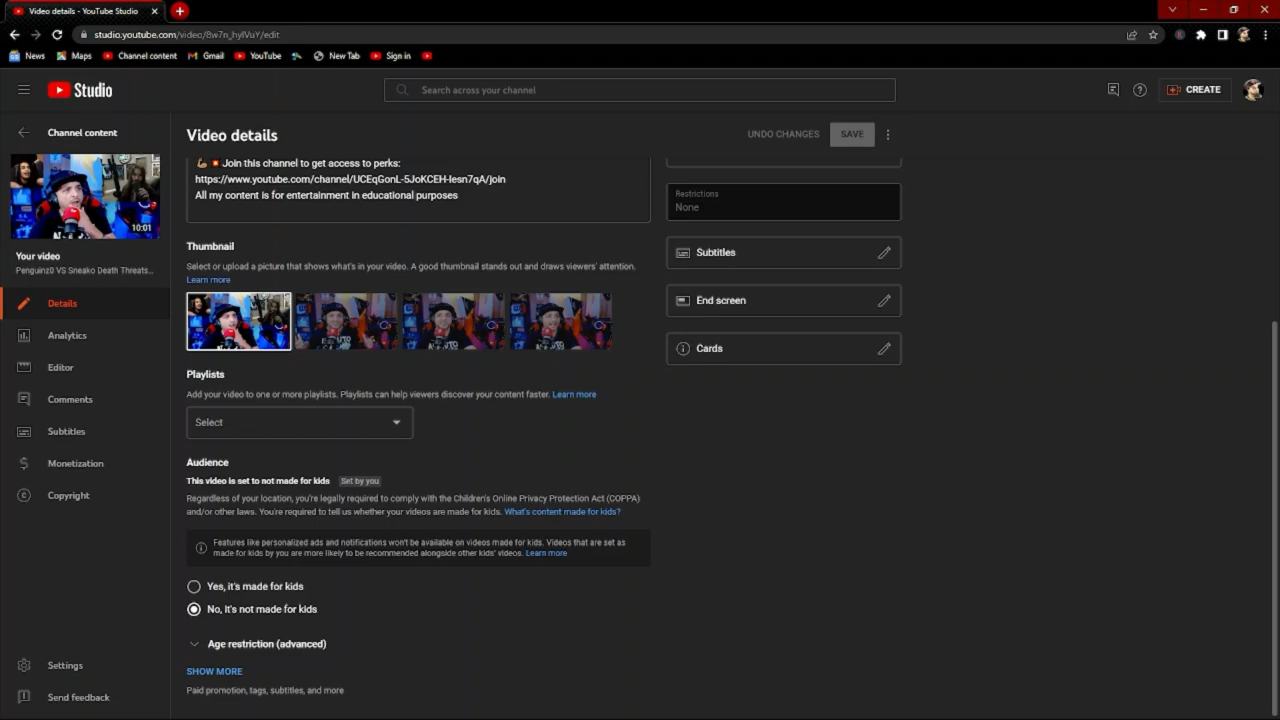 Video details - YouTube Studio
studio.youtube.com/video/8w7n_hyIVuY/edit
News
Maps
Channel content
Gmail
YouTube
New Tab
Sign in
Studio
Search across your channel
CREATE
Channel content
Video details
UNDO CHANGES
SAVE
10:01
Your video
Penguinz0 VS Sneako Death Threats...
Details
Analytics
Editor
Comments
Subtitles
Monetization
Copyright
Settings
Send feedback
Join this channel to get access to perks:
https://www.youtube.com/channel/UCEqGonL-5JoKCEH-Iesn7qA/join
All my content is for entertainment in educational purposes
Thumbnail
Select or upload a picture that shows what's in your video. A good thumbnail stands out and draws viewers' attention.
Learn more
Playlists
Add your video to one or more playlists. Playlists can help viewers discover your content faster. Learn more
Select
Audience
This video is set to not made for kids Set by you
Regardless of your location, you're legally required to comply with the Children's Online Privacy Protection Act (COPPA)
and/or other laws. You're required to tell us whether your videos are made for kids. What's content made for kids?
Features like personalized ads and notifications won't be available on videos made for kids. Videos that are set as
made for kids by you are more likely to be recommended alongside other kids' videos. Learn more
Yes, it's made for kids
No, it's not made for kids
Age restriction (advanced)
SHOW MORE
Paid promotion, tags, subtitles, and more
Restrictions
None
Subtitles
End screen
Cards